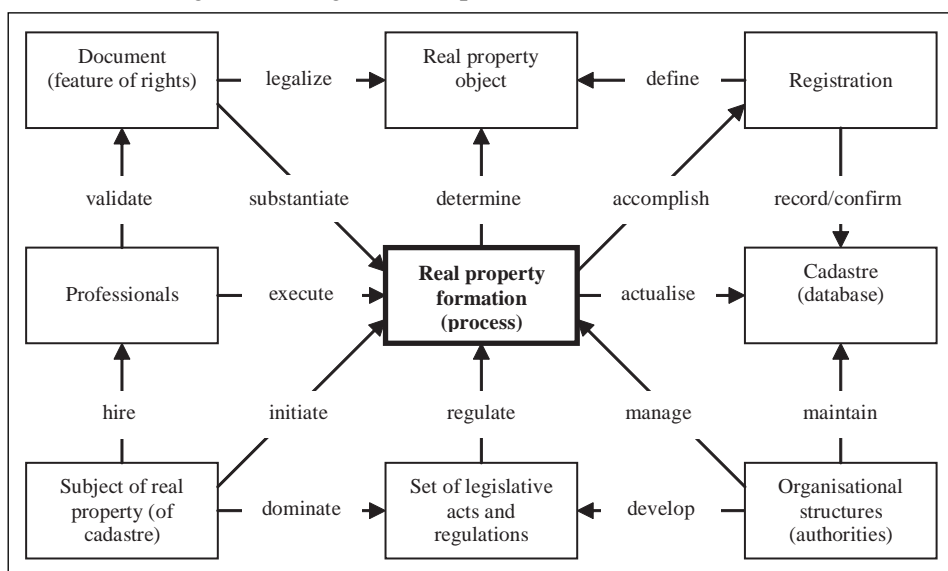 Document
(feature of rights)
legalize
Real property
object
define
Registration
validate
substantiate
determine
accomplish
record/confirm
Professionals
execute
Real property
formation
(process)
actualise
Cadastre
(database)
hire
initiate
regulate
manage
maintain
Subject of real
property (of
cadastre)
dominate
Set of legislative
acts and
regulations
develop
Organisational
structures
(authorities)